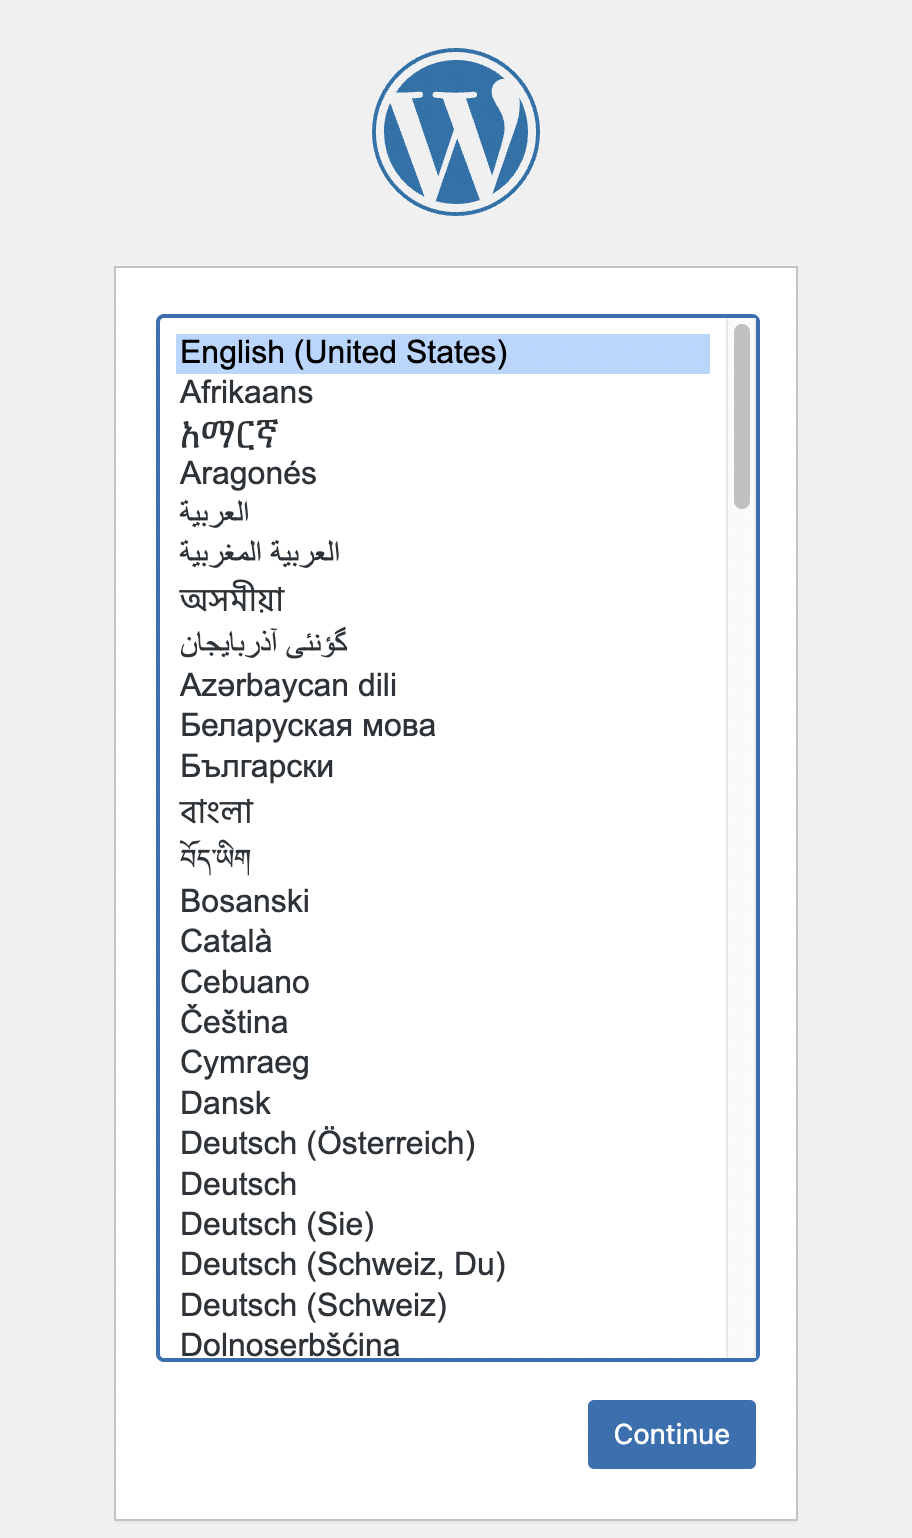 English (United States)
Afrikaans
አማርኛ
Aragonés
العربية
العربية المغربية
অসমীয়া
گؤنئی آذربایجان
Azərbaycan dili
Беларуская мова
Български
বাংলা
བོད་ཡིག
Bosanski
Català
Cebuano
Čeština
Cymraeg
Dansk
Deutsch (Österreich)
Deutsch
Deutsch (Sie)
Deutsch (Schweiz, Du)
Deutsch (Schweiz)
Dolnoserbšćina
Continue